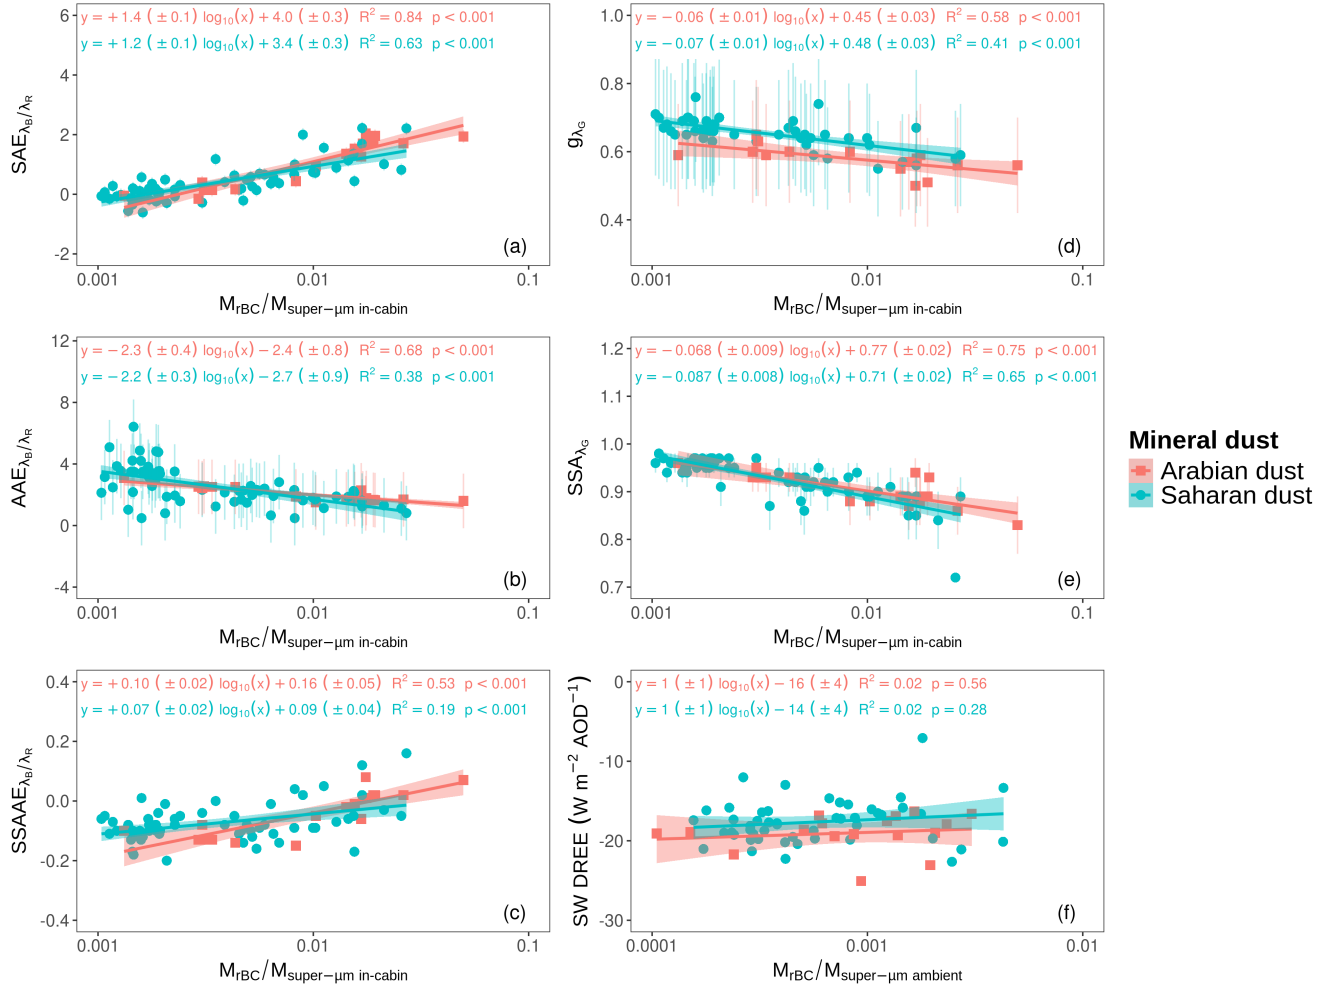 y = +1.4 (±0.1) log10(x) + 4.0 (±0.3) R² = 0.84 p < 0.001
y = +1.2 (±0.1) log10(x) + 3.4 (±0.3) R² = 0.63 p < 0.001
6
4
2
0
-2
SAEλB/λR
(a)
0.001 0.01 0.1
MrBC/Msuper−µm in-cabin
y = −0.06 (±0.01) log10(x) + 0.45 (±0.03) R² = 0.58 p < 0.001
y = −0.07 (±0.01) log10(x) + 0.48 (±0.03) R² = 0.41 p < 0.001
1.0
0.8
0.6
0.4
gλG
(d)
0.001 0.01 0.1
MrBC/Msuper−µm in-cabin
y = −2.3 (±0.4) log10(x) − 2.4 (±0.8) R² = 0.68 p < 0.001
y = −2.2 (±0.3) log10(x) − 2.7 (±0.9) R² = 0.38 p < 0.001
12
8
4
0
-4
AAEλB/λR
(b)
0.001 0.01 0.1
MrBC/Msuper−µm in-cabin
y = −0.068 (±0.009) log10(x) + 0.77 (±0.02) R² = 0.75 p < 0.001
y = −0.087 (±0.008) log10(x) + 0.71 (±0.02) R² = 0.65 p < 0.001
1.2
1.1
1.0
0.9
0.8
0.7
SSAλG
(e)
0.001 0.01 0.1
MrBC/Msuper−µm in-cabin
Mineral dust
Arabian dust
Saharan dust
y = +0.10 (±0.02) log10(x) + 0.16 (±0.05) R² = 0.53 p < 0.001
y = +0.07 (±0.02) log10(x) + 0.09 (±0.04) R² = 0.19 p < 0.001
0.4
0.2
0.0
-0.2
-0.4
SSAAEλB/λR
(c)
0.001 0.01 0.1
MrBC/Msuper−µm in-cabin
y = 1 (±1) log10(x) − 16 (±4) R² = 0.02 p = 0.56
y = 1 (±1) log10(x) − 14 (±4) R² = 0.02 p = 0.28
0
-10
-20
-30
SW DREE (W m−2 AOD−1)
(f)
0.0001 0.001 0.01
MrBC/Msuper−µm ambient